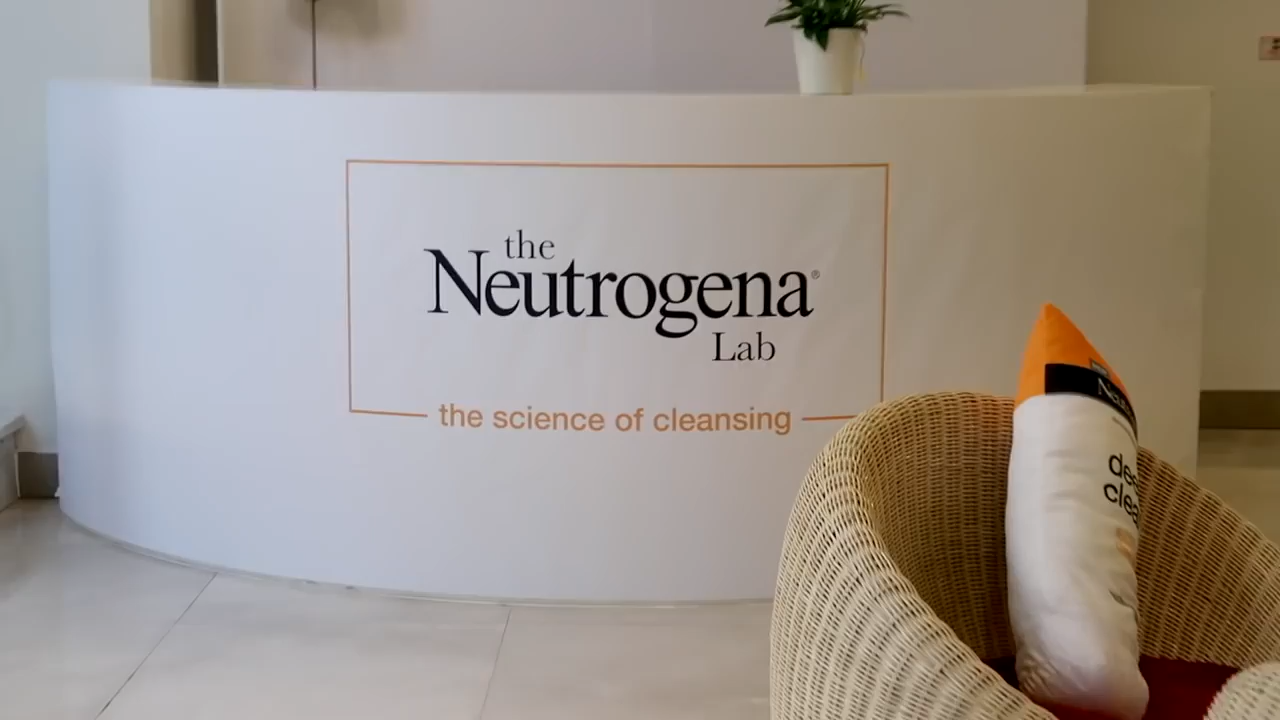 the
Neutrogena®
Lab
the science of cleansing